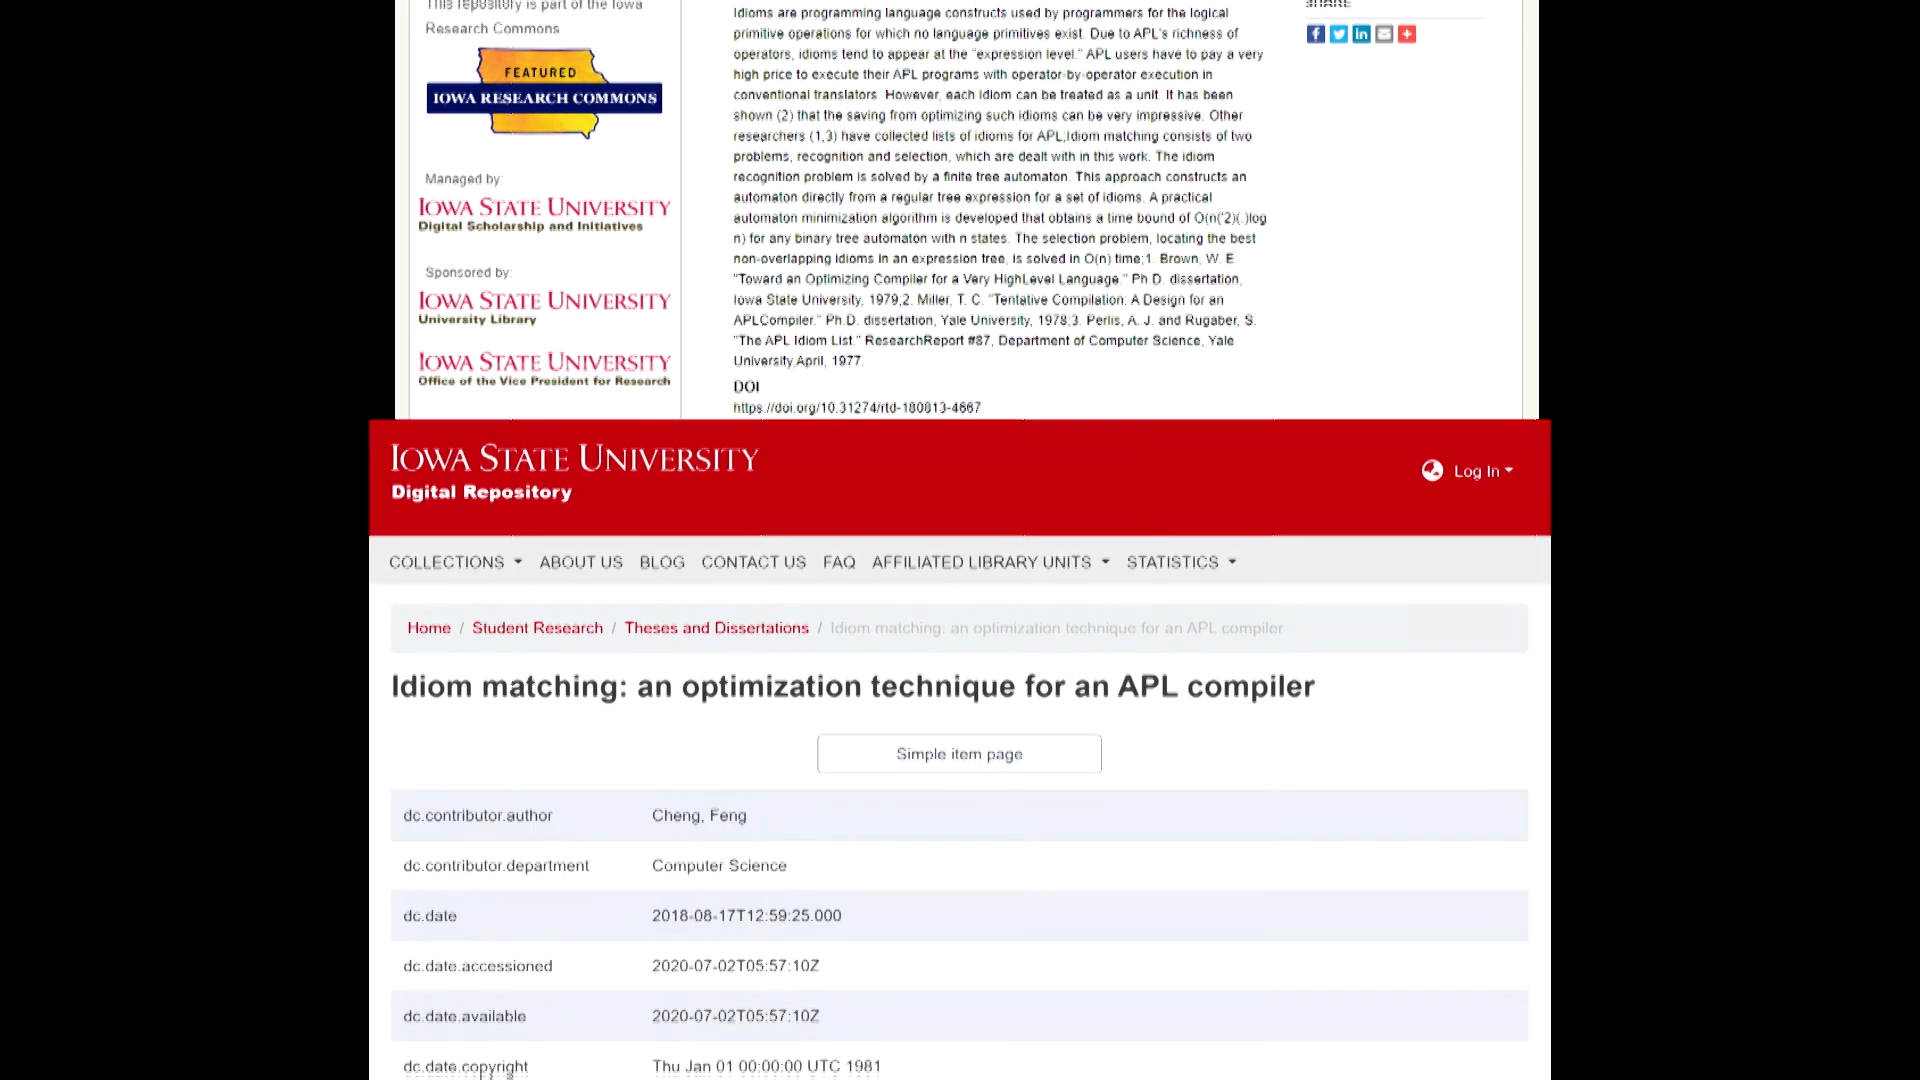 This repository is part of the Iowa
Research Commons
FEATURED
IOWA RESEARCH COMMONS
Managed by:
IOWA STATE UNIVERSITY
Digital Scholarship and Initiatives
Sponsored by:
IOWA STATE UNIVERSITY
University Library
IOWA STATE UNIVERSITY
Office of the Vice President for Research
Idioms are programming language constructs used by programmers for the logical
primitive operations for which no language primitives exist. Due to APL's richness of
operators, idioms tend to appear at the "expression level." APL users have to pay a very
high price to execute their APL programs with operator-by-operator execution in
conventional translators. However, each idiom can be treated as a unit. It has been
shown (2) that the saving from optimizing such idioms can be very impressive. Other
researchers (1,3) have collected lists of idioms for APL;Idiom matching consists of two
problems, recognition and selection, which are dealt with in this work. The idiom
recognition problem is solved by a finite tree automaton. This approach constructs an
automaton directly from a regular tree expression for a set of idioms. A practical
automaton minimization algorithm is developed that obtains a time bound of O(n('2)(.)log
n) for any binary tree automaton with n states. The selection problem, locating the best
non-overlapping idioms in an expression tree, is solved in O(n) time;1. Brown, W. E.
"Toward an Optimizing Compiler for a Very HighLevel Language." Ph.D. dissertation,
Iowa State University, 1979;2. Miller, T. C. "Tentative Compilation: A Design for an
APLCompiler." Ph.D. dissertation, Yale University, 1978;3. Perlis, A. J. and Rugaber, S.
"The APL Idiom List." ResearchReport #87, Department of Computer Science, Yale
University,April, 1977.
DOI
https://doi.org/10.31274/rtd-180813-4667
SHARE
IOWA STATE UNIVERSITY
Digital Repository
Log In
COLLECTIONS ABOUT US BLOG CONTACT US FAQ AFFILIATED LIBRARY UNITS STATISTICS
Home / Student Research / Theses and Dissertations / Idiom matching: an optimization technique for an APL compiler
Idiom matching: an optimization technique for an APL compiler
Simple item page
dc.contributor.author Cheng, Feng
dc.contributor.department Computer Science
dc.date 2018-08-17T12:59:25.000
dc.date.accessioned 2020-07-02T05:57:10Z
dc.date.available 2020-07-02T05:57:10Z
dc.date.copyright Thu Jan 01 00:00:00 UTC 1981